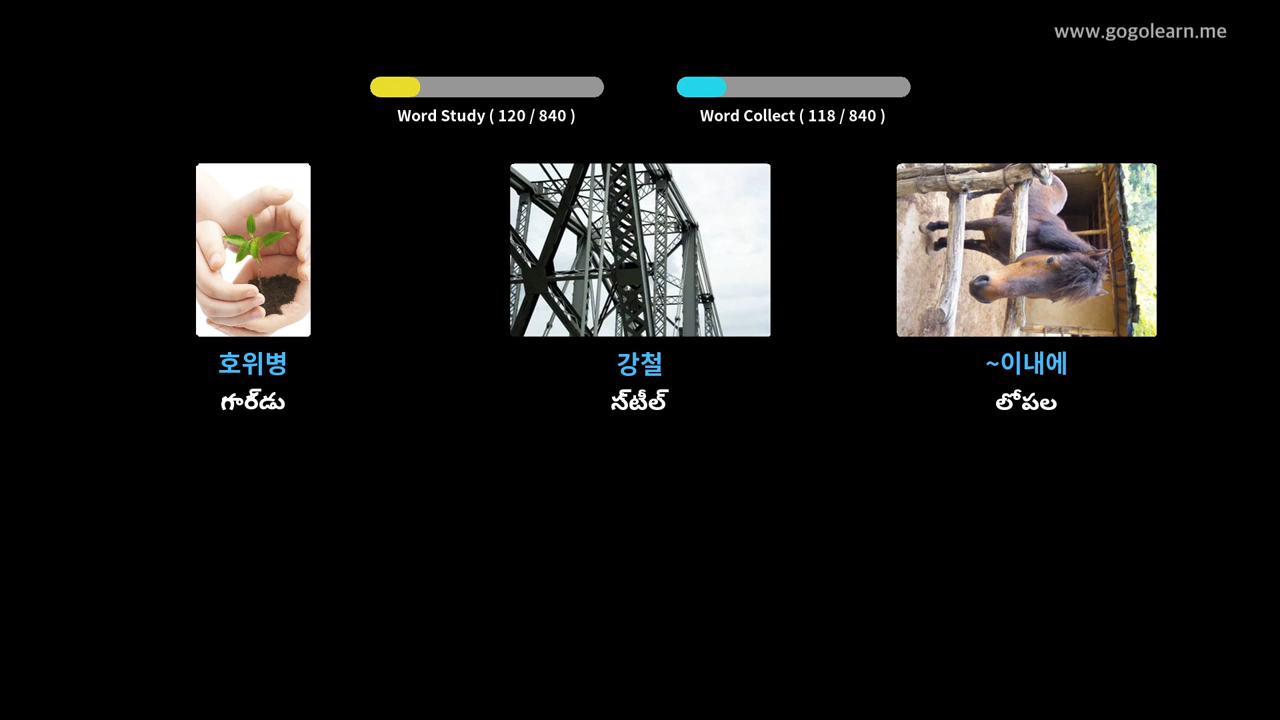 www.gogolearn.me
Word Study ( 120 / 840 )
Word Collect ( 118 / 840 )
호위병
강철
~이내에
గార్‌డు
స్‌టీల్
లోపల